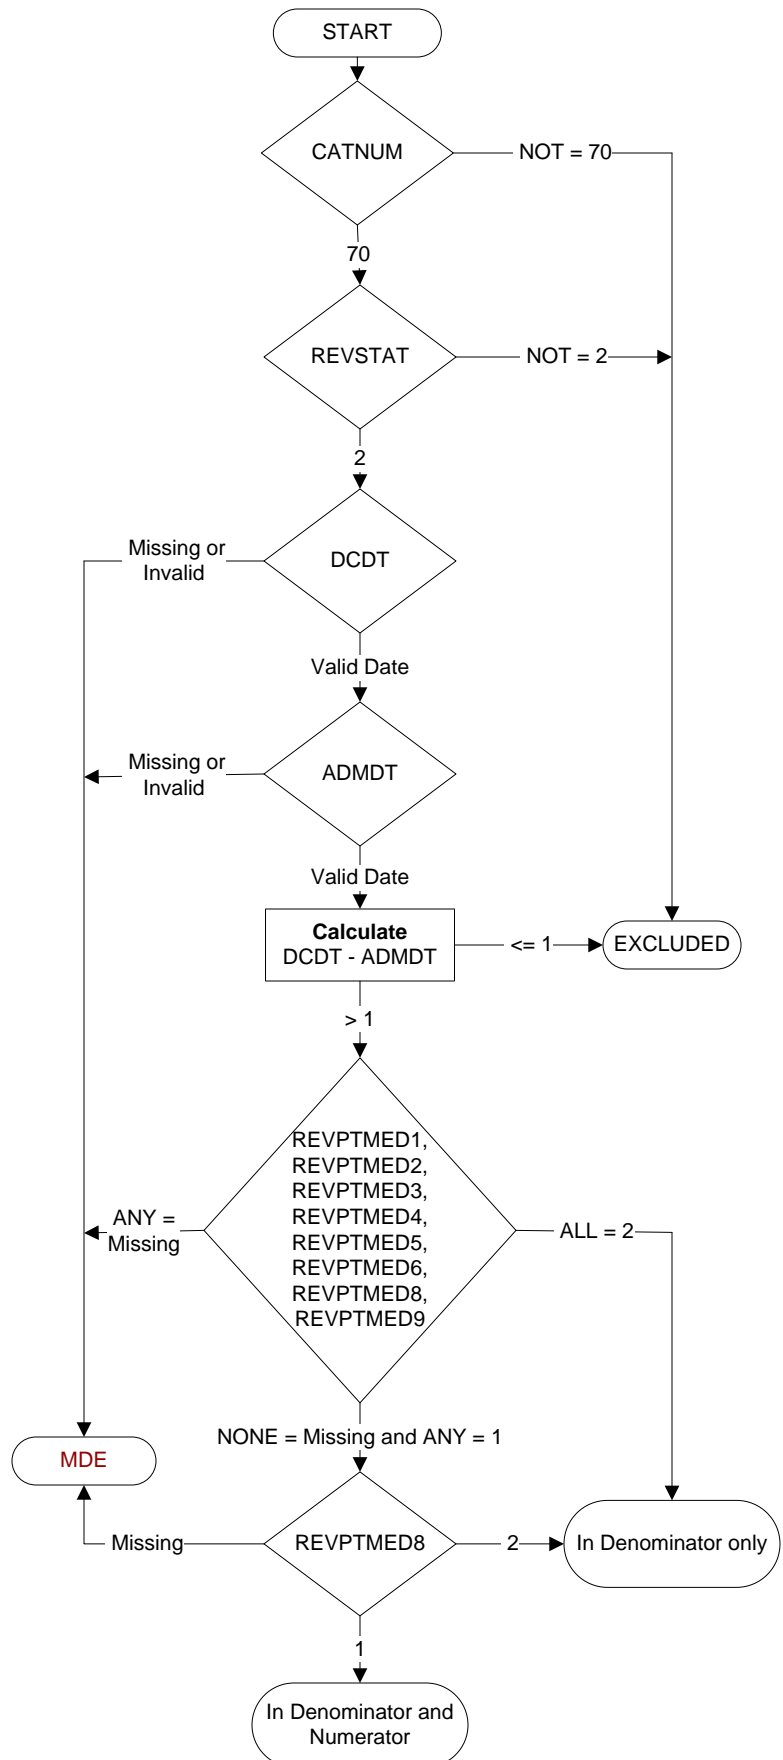 START
CATNUM
NOT = 70
70
REVSTAT
NOT = 2
2
Missing or
Invalid
DCDT
Valid Date
Missing or
Invalid
ADMDT
Valid Date
Calculate
DCDT - ADMDT
<= 1
EXCLUDED
> 1
REVPTMED1,
REVPTMED2,
REVPTMED3,
REVPTMED4,
REVPTMED5,
REVPTMED6,
REVPTMED8,
REVPTMED9
ANY =
Missing
ALL = 2
NONE = Missing and ANY = 1
MDE
Missing
REVPTMED8
2
In Denominator only
1
In Denominator and
Numerator